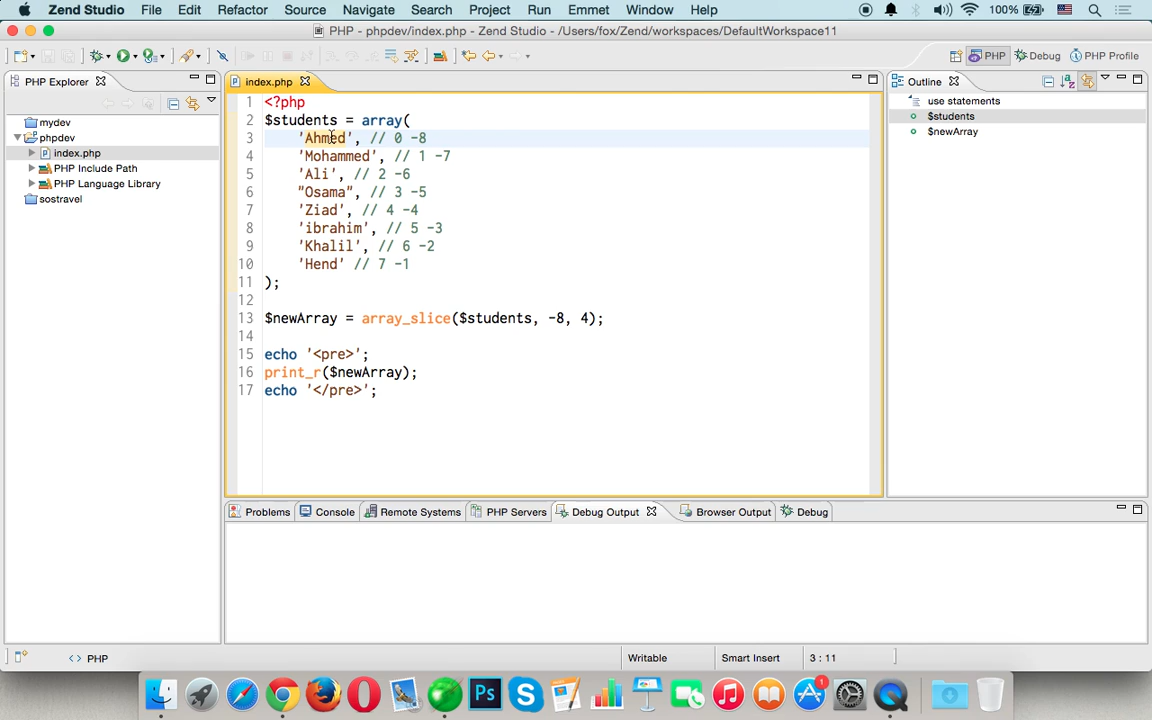 Zend Studio File Edit Refactor Source Navigate Search Project Run Emmet Window Help 100%
PHP - phpdev/index.php - Zend Studio - /Users/fox/Zend/workspaces/DefaultWorkspace11
PHP Debug PHP Profile
PHP Explorer
mydev
phpdev
index.php
PHP Include Path
PHP Language Library
sostravel
index.php
1 <?php
2 $students = array(
3 'Ahmed', // 0 -8
4 'Mohammed', // 1 -7
5 'Ali', // 2 -6
6 "Osama", // 3 -5
7 'Ziad', // 4 -4
8 'ibrahim', // 5 -3
9 'Khalil', // 6 -2
10 'Hend' // 7 -1
11 );
12
13 $newArray = array_slice($students, -8, 4);
14
15 echo '<pre>';
16 print_r($newArray);
17 echo '</pre>';
Outline
use statements
$students
$newArray
Problems Console Remote Systems PHP Servers Debug Output Browser Output Debug
<> PHP Writable Smart Insert 3 : 11
Ps
1